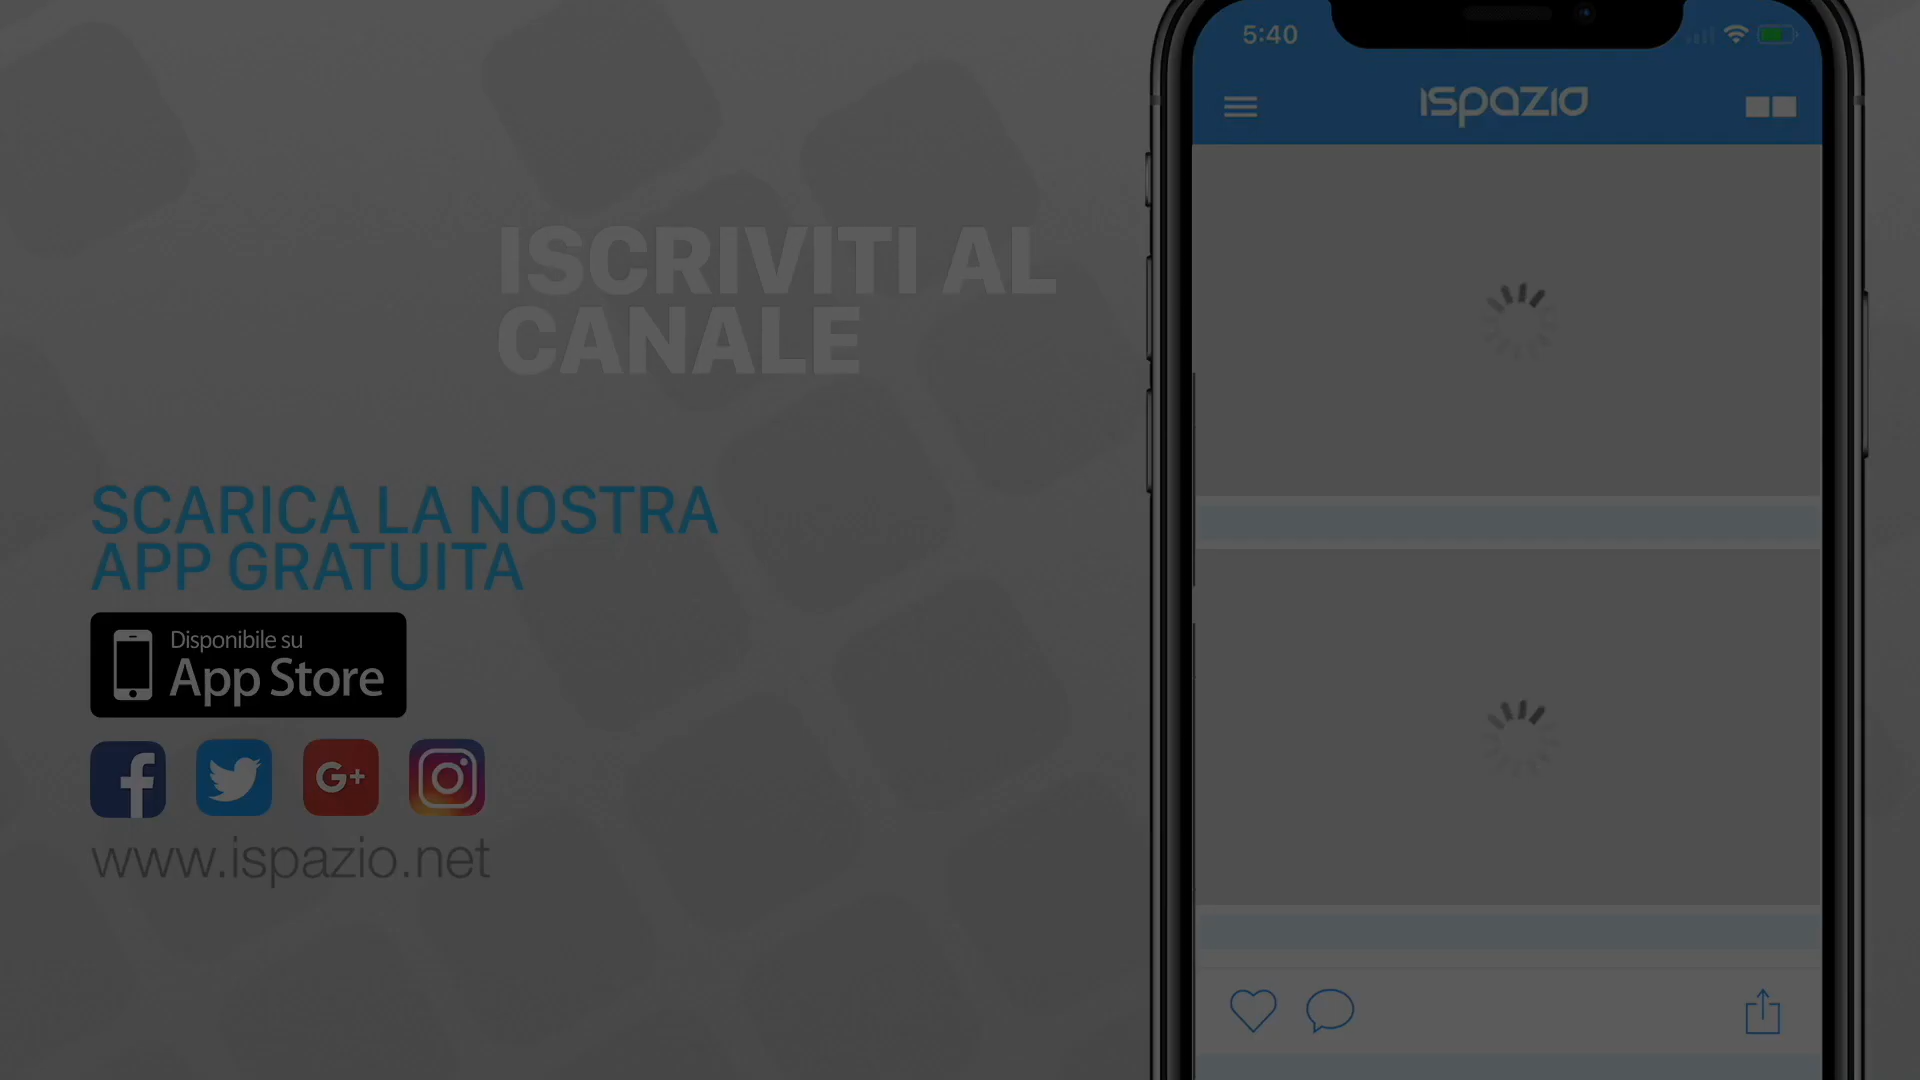 5:40
ispazio
ISCRIVITI AL
CANALE
SCARICA LA NOSTRA
APP GRATUITA
Disponibile su
App Store
f
G+
www.ispazio.net